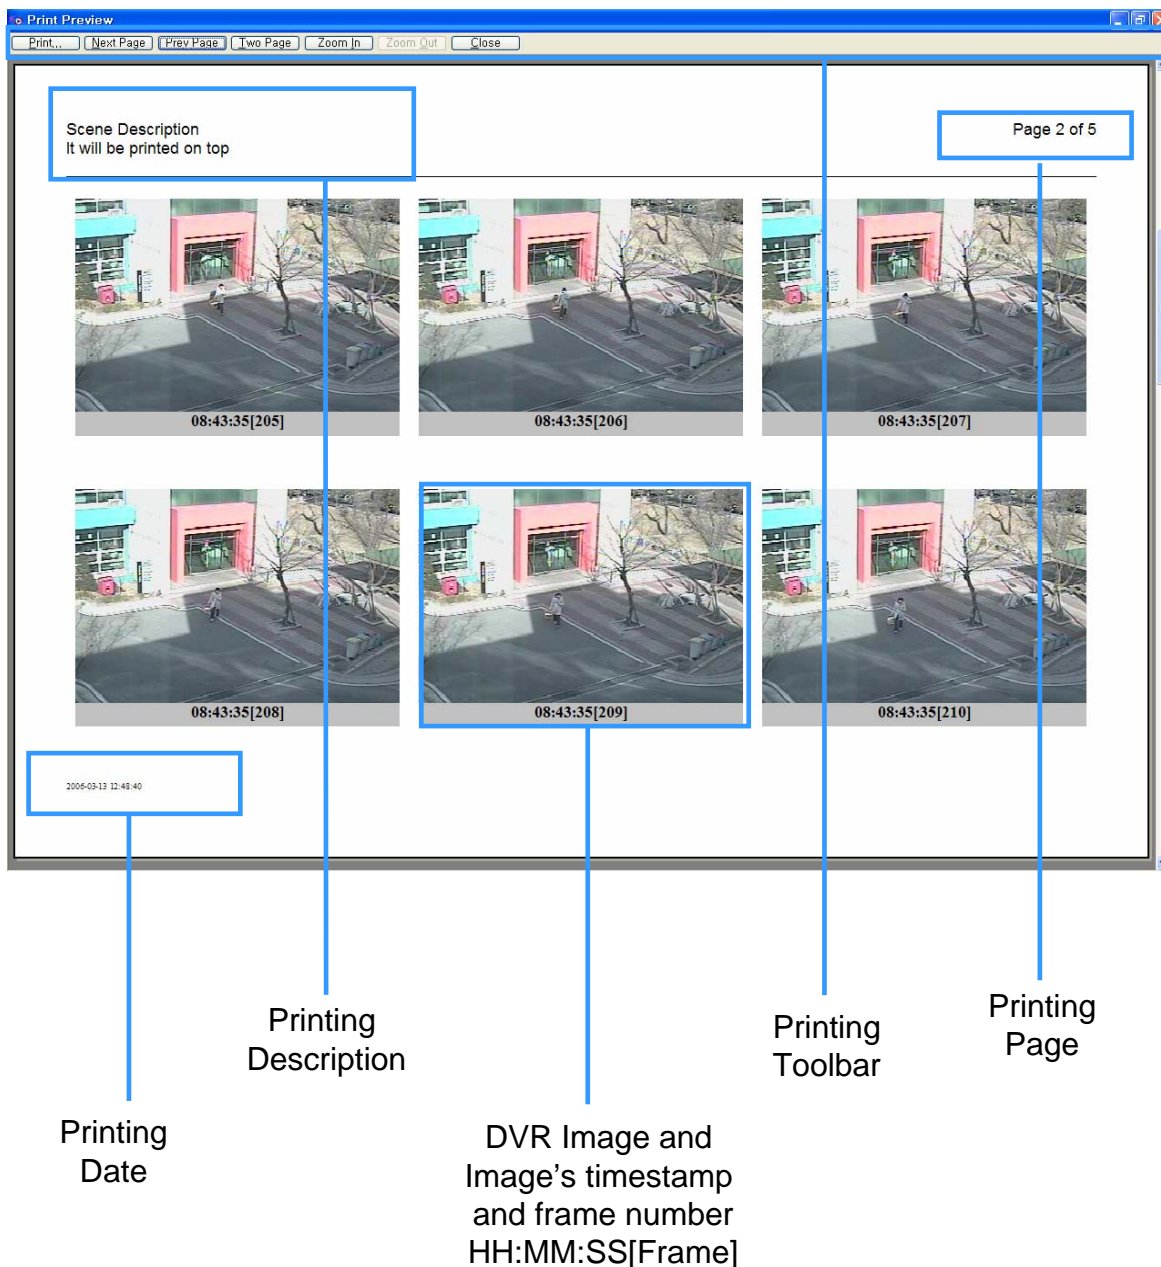 Print Preview
Print... Next Page Prev Page Two Page Zoom In Zoom Out Close
Scene Description
It will be printed on top
Page 2 of 5
08:43:35[205] 08:43:35[206] 08:43:35[207]
08:43:35[208] 08:43:35[209] 08:43:35[210]
2006-03-13 12:48:40
Printing
Description
Printing
Toolbar
Printing
Page
Printing
Date
DVR Image and
Image’s timestamp
and frame number
HH:MM:SS[Frame]